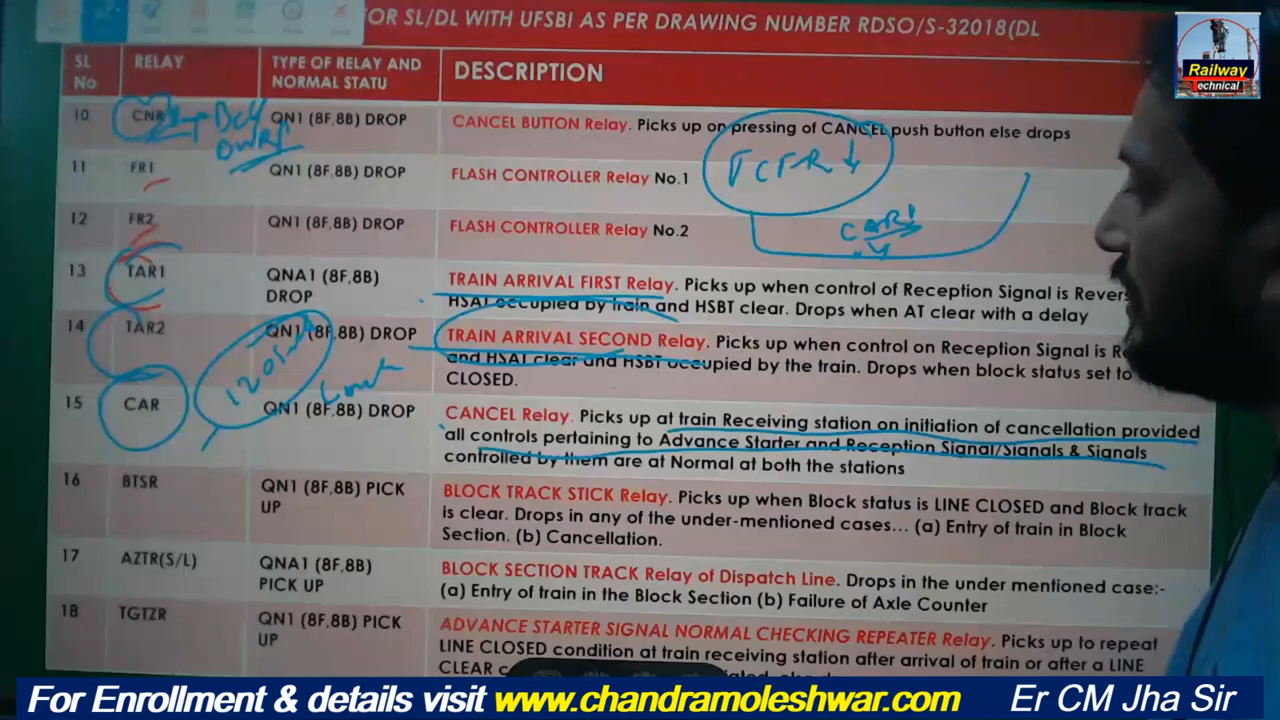 FOR SL/DL WITH UFSBI AS PER DRAWING NUMBER RDSO/S-32018(DL
Railway
Technical
SL No
RELAY
TYPE OF RELAY AND NORMAL STATU
DESCRIPTION
10
CNR
QN1 (8F,8B) DROP
CANCEL BUTTON Relay. Picks up on pressing of CANCEL push button else drops
11
FR1
QN1 (8F,8B) DROP
FLASH CONTROLLER Relay No.1
12
FR2
QN1 (8F,8B) DROP
FLASH CONTROLLER Relay No.2
13
TAR1
QNA1 (8F,8B)
DROP
TRAIN ARRIVAL FIRST Relay. Picks up when control of Reception Signal is Revers
HSAT occupied by train and HSBT clear. Drops when AT clear with a delay
14
TAR2
QN1 (8F,8B) DROP
TRAIN ARRIVAL SECOND Relay. Picks up when control on Reception Signal is R
and HSAT clear and HSBT occupied by the train. Drops when block status set to
CLOSED.
15
CAR
QN1 (8F,8B) DROP
CANCEL Relay. Picks up at train Receiving station on initiation of cancellation provided
all controls pertaining to Advance Starter and Reception Signal/Signals & Signals
controlled by them are at Normal at both the stations
16
BTSR
QN1 (8F,8B) PICK
UP
BLOCK TRACK STICK Relay. Picks up when Block status is LINE CLOSED and Block track
is clear. Drops in any of the under-mentioned cases... (a) Entry of train in Block
Section. (b) Cancellation.
17
AZTR(S/L)
QNA1 (8F,8B)
PICK UP
BLOCK SECTION TRACK Relay of Dispatch Line. Drops in the under mentioned case:-
(a) Entry of train in the Block Section (b) Failure of Axle Counter
18
TGTZR
QN1 (8F,8B) PICK
UP
ADVANCE STARTER SIGNAL NORMAL CHECKING REPEATER Relay. Picks up to repeat
LINE CLOSED condition at train receiving station after arrival of train or after a LINE
CLEAR
For Enrollment & details visit www.chandramoleshwar.com Er CM Jha Sir